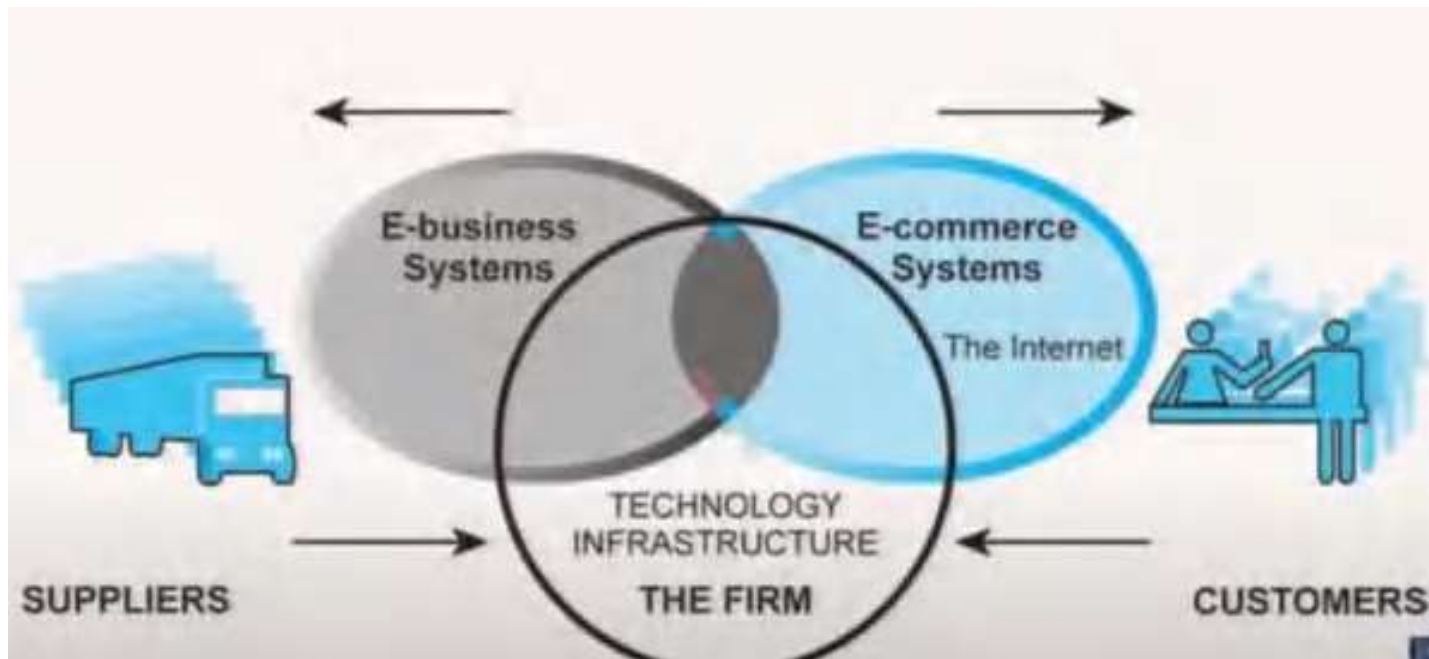 E-business
Systems
E-commerce
Systems
The Internet
TECHNOLOGY
INFRASTRUCTURE
THE FIRM
SUPPLIERS
CUSTOMERS